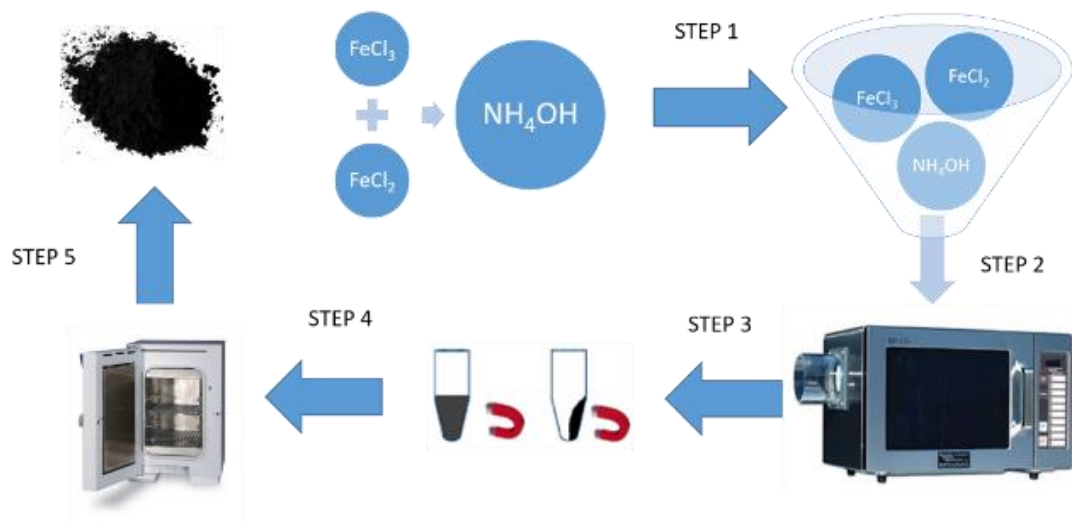 FeCl₃
FeCl₂
NH₄OH
STEP 1
FeCl₃
FeCl₂
NH₄OH
STEP 2
STEP 3
STEP 4
STEP 5